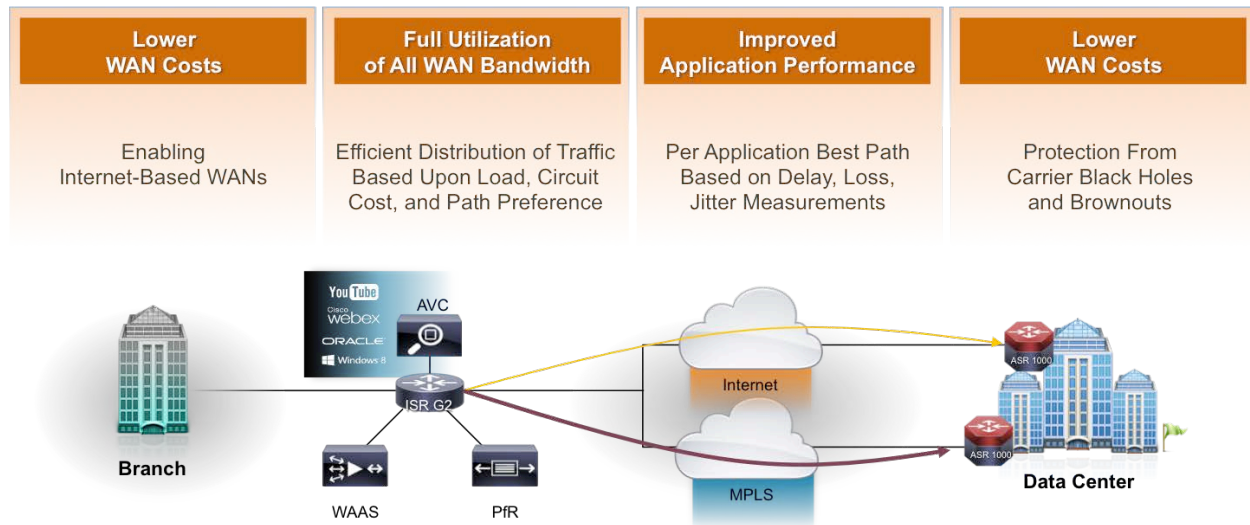 Lower
WAN Costs
Full Utilization
of All WAN Bandwidth
Improved
Application Performance
Lower
WAN Costs
Enabling
Internet-Based WANs
Efficient Distribution of Traffic
Based Upon Load, Circuit
Cost, and Path Preference
Per Application Best Path
Based on Delay, Loss,
Jitter Measurements
Protection From
Carrier Black Holes
and Brownouts
YouTube
Cisco
webex
ORACLE
Windows 8
AVC
ISR G2
WAAS
PfR
Branch
Internet
MPLS
ASR 1000
ASR 1000
Data Center